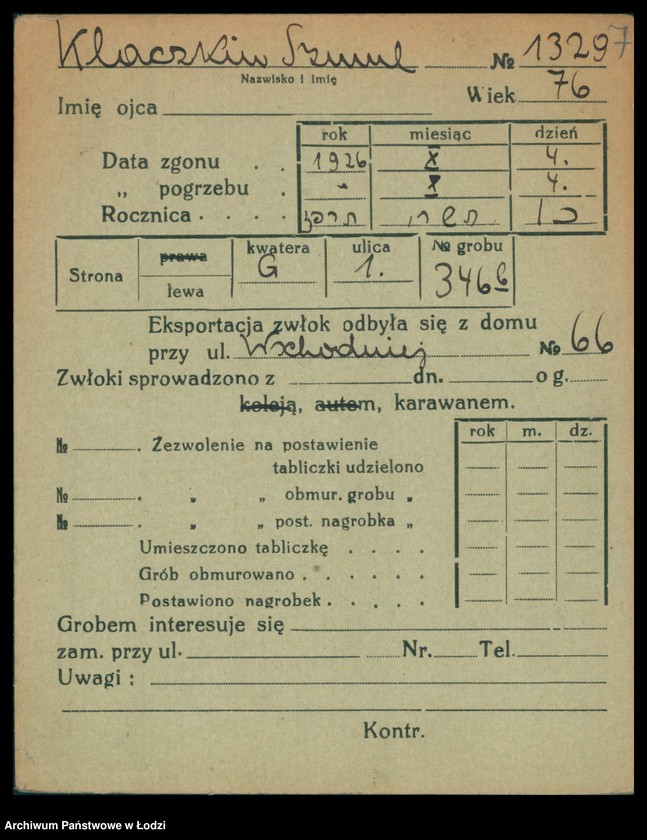 Klaczkin Szmul № 13297
Nazwisko i imię
Wiek 76
Imię ojca
rok miesiąc dzień
Data zgonu . . 1926 X 4.
„ pogrzebu . " X 4.
Rocznica . . . . תרפז תשרי כו
Strona prawa lewa kwatera G ulica 1. № grobu 346 6
Eksportacja zwłok odbyła się z domu
przy ul. Wschodniej № 66
Zwłoki sprowadzono z dn. o g.
koleją, autem, karawanem.
rok m. dz.
№ . Zezwolenie na postawienie
tabliczki udzielono
№ . „ „ obmur. grobu „
№ . „ „ post. nagrobka „
Umieszczono tabliczkę . . . .
Grób obmurowano . . . . . .
Postawiono nagrobek . . . . .
Grobem interesuje się
zam. przy ul. Nr. Tel.
Uwagi :
Kontr.
Archiwum Państwowe w Łodzi